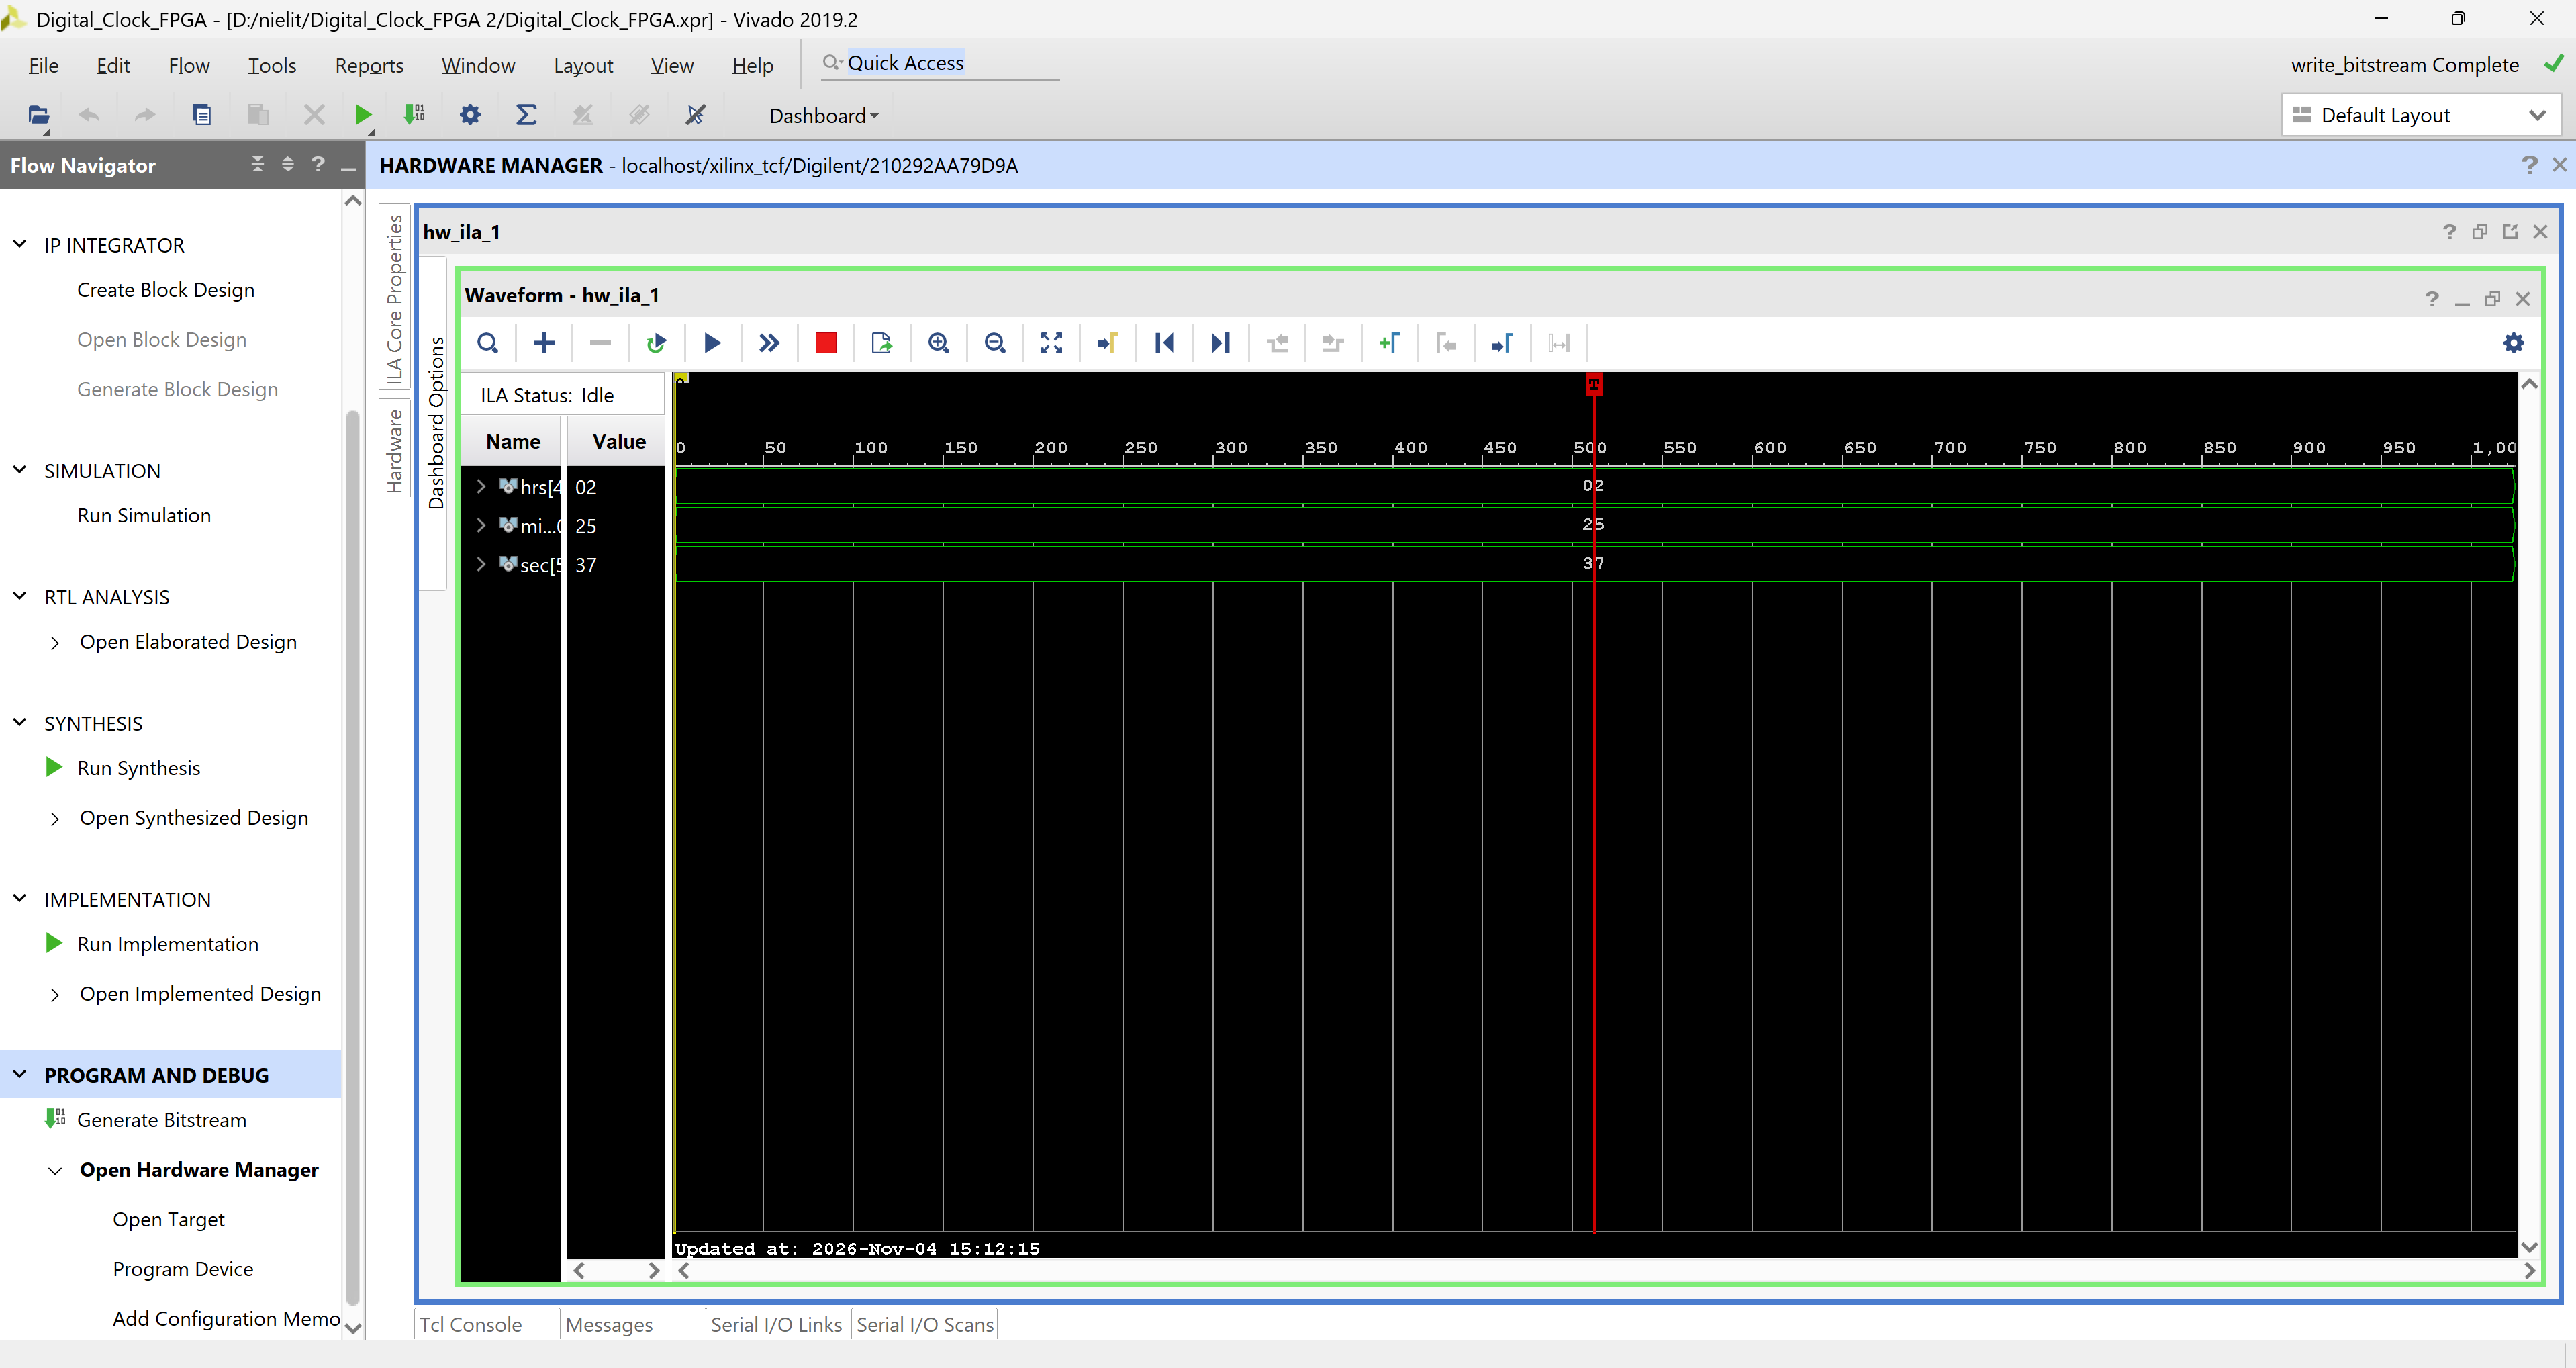 Digital_Clock_FPGA - [D:/nielit/Digital_Clock_FPGA 2/Digital_Clock_FPGA.xpr] - Vivado 2019.2
File Edit Flow Tools Reports Window Layout View Help Quick Access
write_bitstream Complete
Dashboard
Default Layout
Flow Navigator
HARDWARE MANAGER - localhost/xilinx_tcf/Digilent/210292AA79D9A
IP INTEGRATOR
Create Block Design
Open Block Design
Generate Block Design
SIMULATION
Run Simulation
RTL ANALYSIS
Open Elaborated Design
SYNTHESIS
Run Synthesis
Open Synthesized Design
IMPLEMENTATION
Run Implementation
Open Implemented Design
PROGRAM AND DEBUG
Generate Bitstream
Open Hardware Manager
Open Target
Program Device
Add Configuration Memo
ILA Core Properties
Hardware
Dashboard Options
hw_ila_1
Waveform - hw_ila_1
ILA Status: Idle
Name Value
0 50 100 150 200 250 300 350 400 450 500 550 600 650 700 750 800 850 900 950 1,00
T
hrs[4 02 02
mi...0 25 25
sec[5 37 37
Updated at: 2026-Nov-04 15:12:15
Tcl Console Messages Serial I/O Links Serial I/O Scans